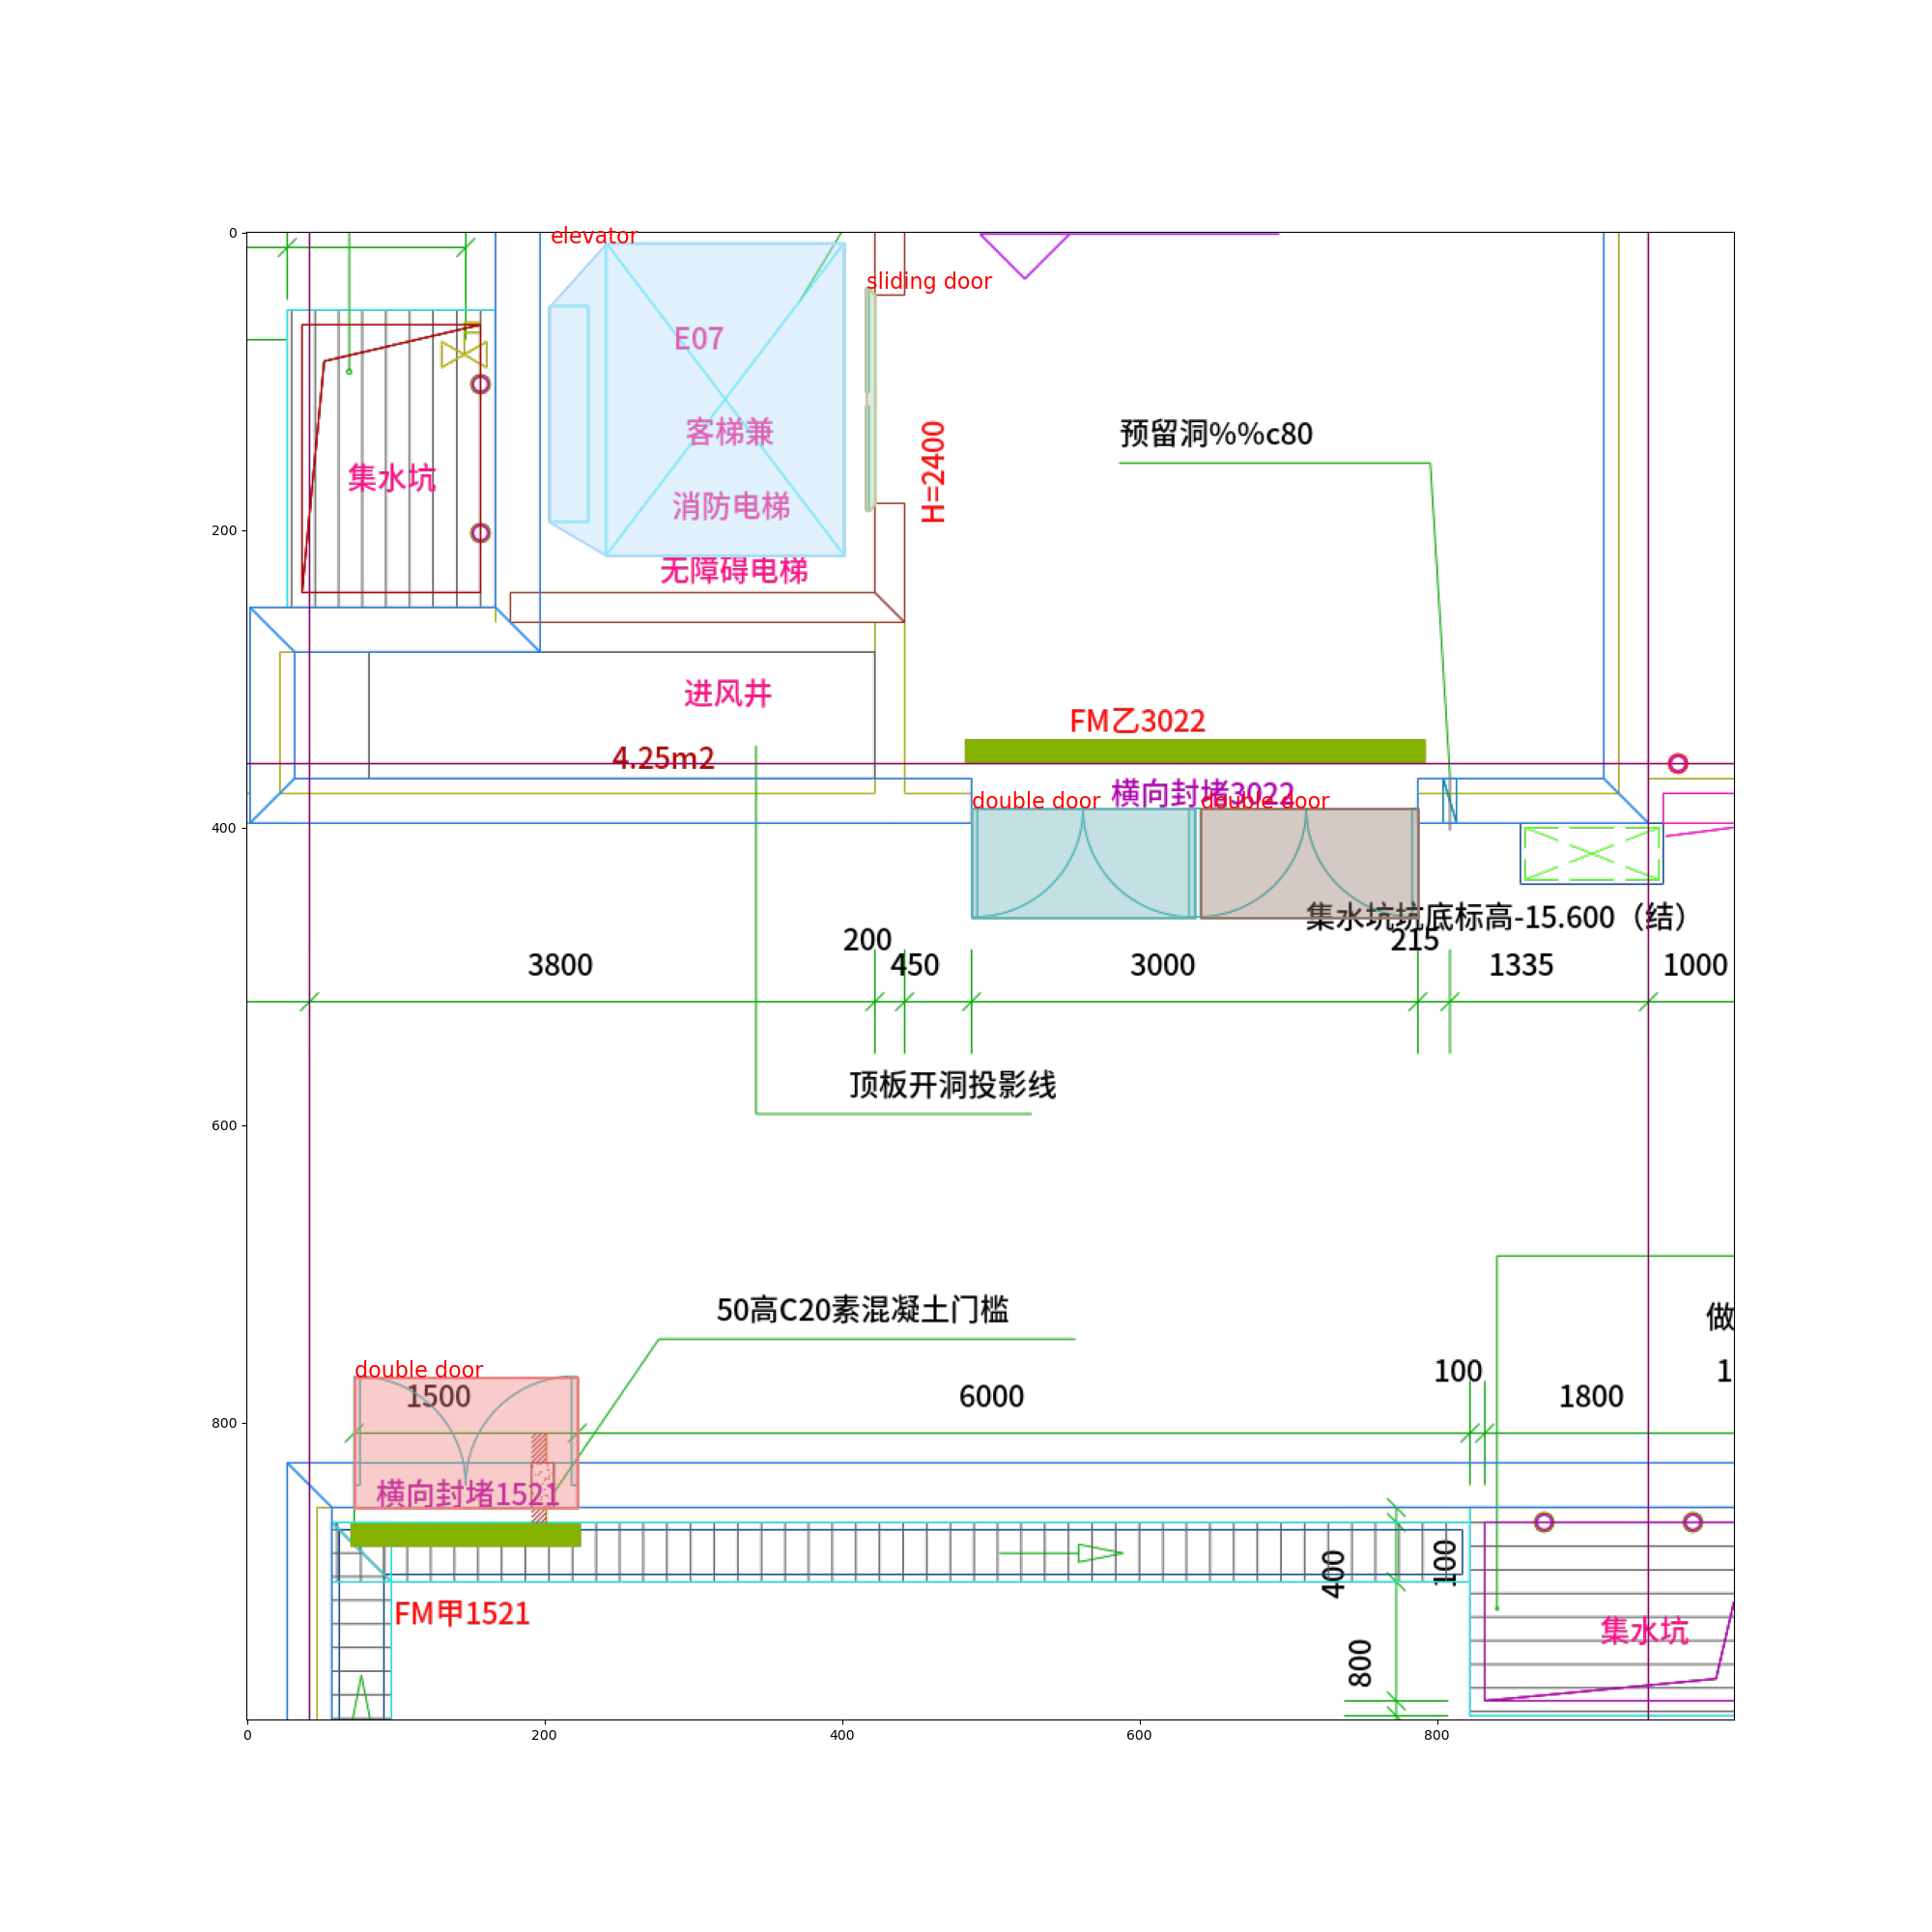 0
elevator
sliding door
E07
客梯兼
消防电梯
无障碍电梯
H=2400
预留洞%%c80
集水坑
200
进风井
4.25m2
FM乙3022
横向封堵3022
double door
double door
400
集水坑坑底标高-15.600（结）
200
215
3800
450
3000
1335
1000
顶板开洞投影线
600
50高C20素混凝土门槛
做
double door
1500
6000
100
1800
1
800
横向封堵1521
400
100
FM甲1521
集水坑
800
0
200
400
600
800